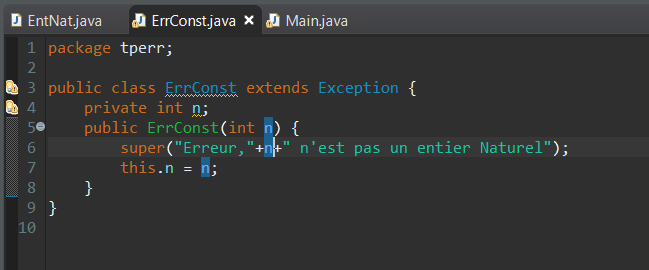 EntNat.java ErrConst.java Main.java
1 package tperr;
2
3 public class ErrConst extends Exception {
4 private int n;
5 public ErrConst(int n) {
6 super("Erreur,"+n+" n'est pas un entier Naturel");
7 this.n = n;
8 }
9 }
10